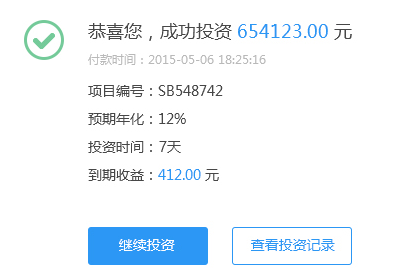 恭喜您，成功投资 654123.00 元
付款时间：2015-05-06 18:25:16
项目编号：SB548742
预期年化：12%
投资时间：7天
到期收益：412.00 元
继续投资
查看投资记录